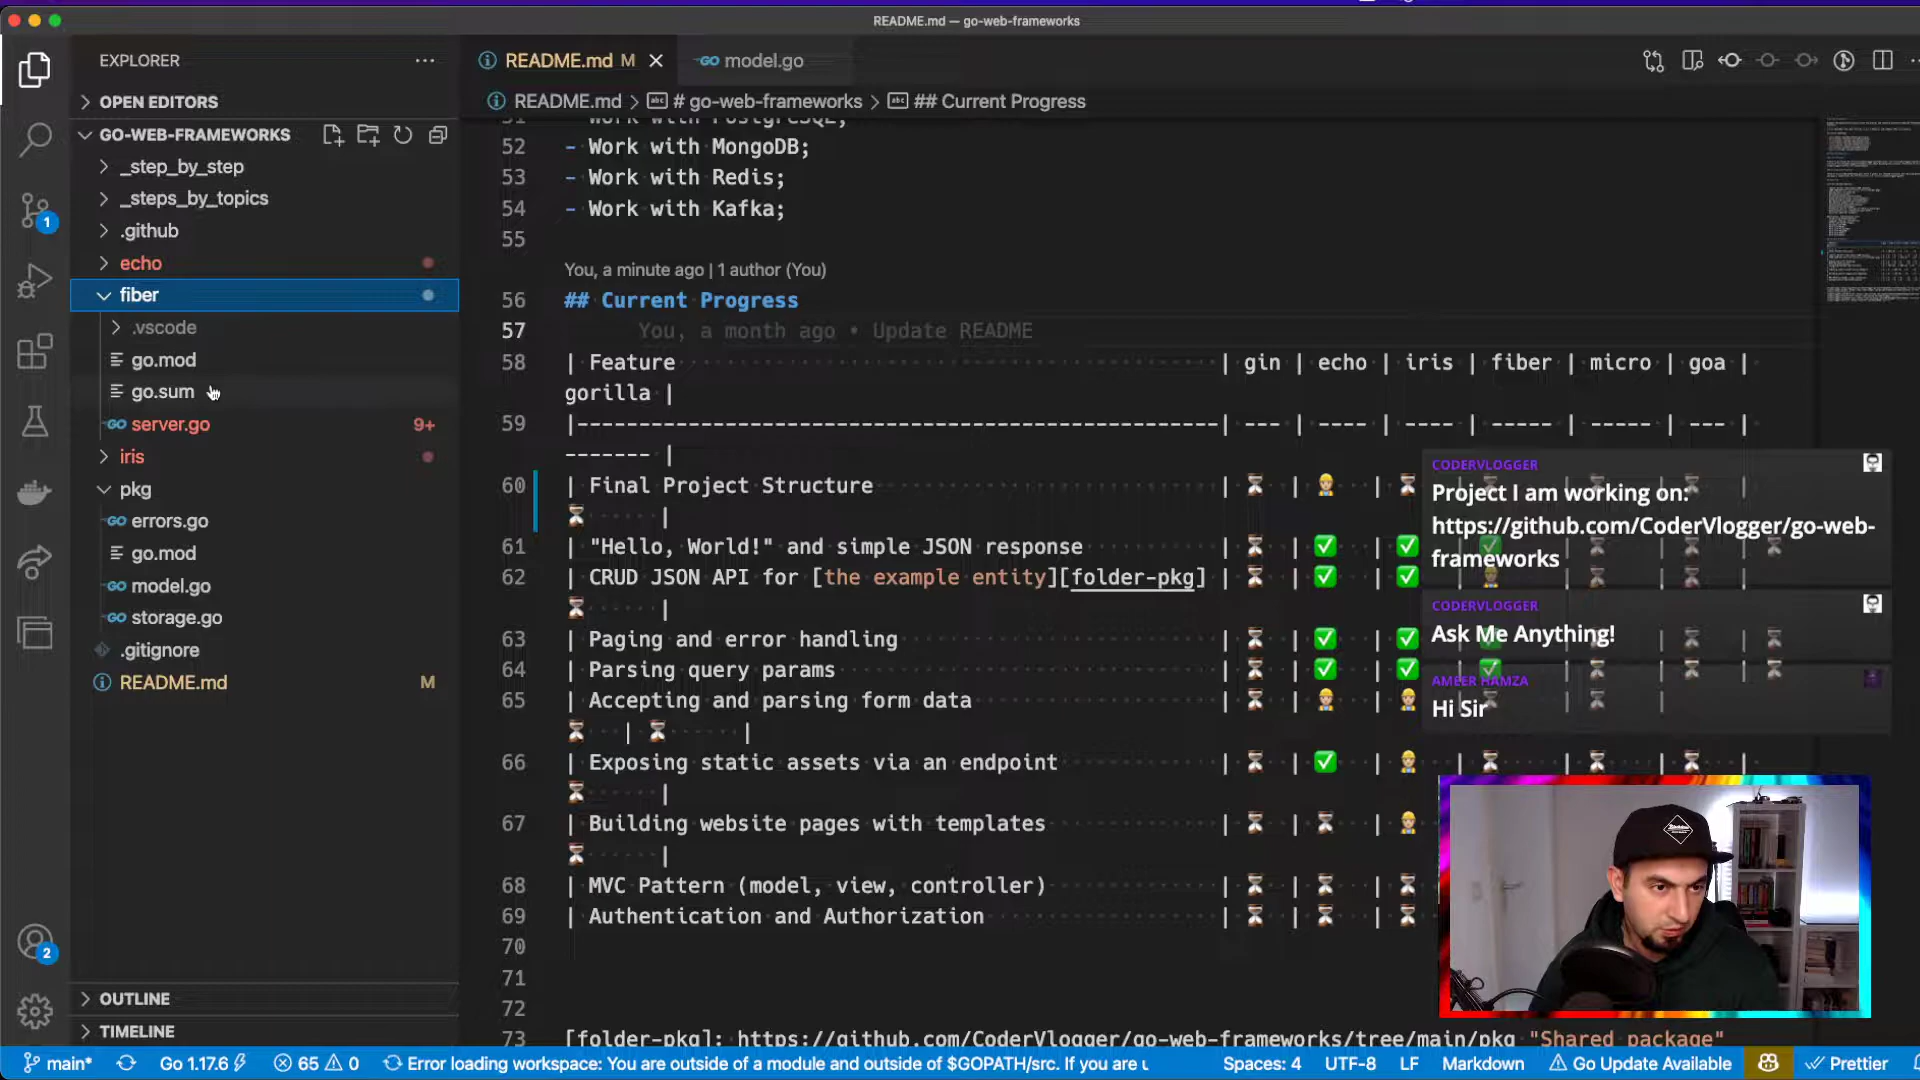 README.md — go-web-frameworks
EXPLORER
OPEN EDITORS
GO-WEB-FRAMEWORKS
_step_by_step
_steps_by_topics
.github
echo
fiber
.vscode
go.mod
go.sum
server.go 9+
iris
pkg
errors.go
go.mod
model.go
storage.go
.gitignore
README.md M
OUTLINE
TIMELINE
1
2
README.md M
GO model.go
README.md > # go-web-frameworks > ## Current Progress
51 - Work with PostgreSQL;
52 - Work with MongoDB;
53 - Work with Redis;
54 - Work with Kafka;
55
You, a minute ago | 1 author (You)
56 ## Current Progress
57 You, a month ago • Update README
58 | Feature | gin | echo | iris | fiber | micro | goa |
gorilla |
59 |----------------------------------------------------| --- | ---- | ---- | ----- | ----- | --- |
------- |
60 | Final Project Structure | ⏳ | 👷 | ⏳
⏳ |
61 | "Hello, World!" and simple JSON response | ⏳ | ✅ | ✅
62 | CRUD JSON API for [the example entity][folder-pkg] | ⏳ | ✅ | ✅
⏳ |
63 | Paging and error handling | ⏳ | ✅ | ✅
64 | Parsing query params | ⏳ | ✅ | ✅
65 | Accepting and parsing form data | ⏳ | 👷 | 👷
⏳ | ⏳ |
66 | Exposing static assets via an endpoint | ⏳ | ✅ | 👷 | ⏳ | ⏳ | ⏳
⏳ |
67 | Building website pages with templates | ⏳ | ⏳ | 👷
⏳ |
68 | MVC Pattern (model, view, controller) | ⏳ | ⏳ | ⏳
69 | Authentication and Authorization | ⏳ | ⏳ | ⏳
70
71
72
73 [folder-pkg]: https://github.com/CoderVlogger/go-web-frameworks/tree/main/pkg "Shared package"
CODERVLOGGER
Project I am working on:
https://github.com/CoderVlogger/go-web-
frameworks
CODERVLOGGER
Ask Me Anything!
AMEER HAMZA
Hi Sir
main* Go 1.17.6 65 0 Error loading workspace: You are outside of a module and outside of $GOPATH/src. If you are u Spaces: 4 UTF-8 LF Markdown Go Update Available Prettier